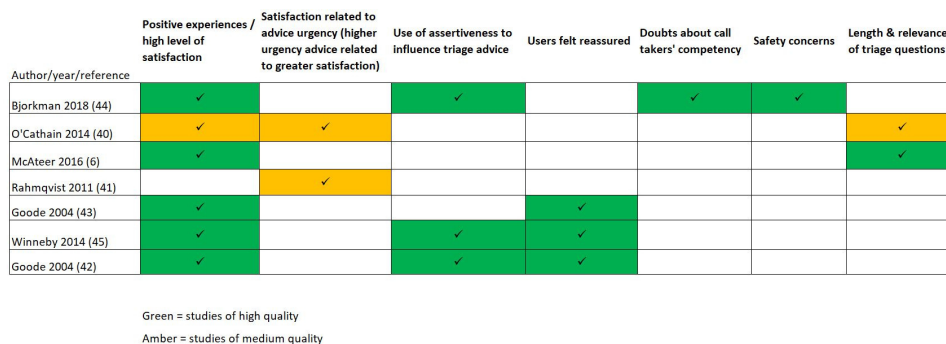 Author/year/reference
Positive experiences /
high level of
satisfaction
Satisfaction related to
advice urgency (higher
urgency advice related
to greater satisfaction)
Use of assertiveness to
influence triage advice
Users felt reassured
Doubts about call
takers' competency
Safety concerns
Length & relevance
of triage questions
Bjorkman 2018 (44) ✓ ✓ ✓ ✓
O'Cathain 2014 (40) ✓ ✓ ✓
McAteer 2016 (6) ✓ ✓
Rahmqvist 2011 (41) ✓
Goode 2004 (43) ✓ ✓
Winneby 2014 (45) ✓ ✓ ✓
Goode 2004 (42) ✓ ✓ ✓
Green = studies of high quality
Amber = studies of medium quality